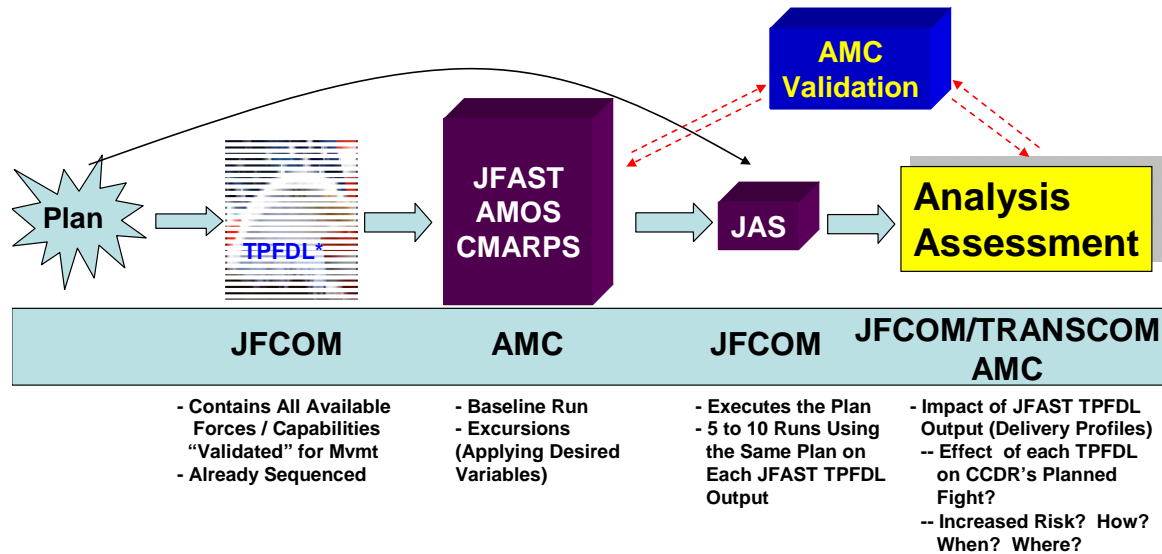 AMC
Validation
Plan
TPFDL*
JFAST
AMOS
CMARPS
JAS
Analysis
Assessment
JFCOM
AMC
JFCOM
JFCOM/TRANSCOM
AMC
- Contains All Available
Forces / Capabilities
“Validated” for Mvmt
- Already Sequenced
- Baseline Run
- Excursions
(Applying Desired
Variables)
- Executes the Plan
- 5 to 10 Runs Using
the Same Plan on
Each JFAST TPFDL
Output
- Impact of JFAST TPFDL
Output (Delivery Profiles)
-- Effect of each TPFDL
on CCDR's Planned
Fight?
-- Increased Risk? How?
When? Where?